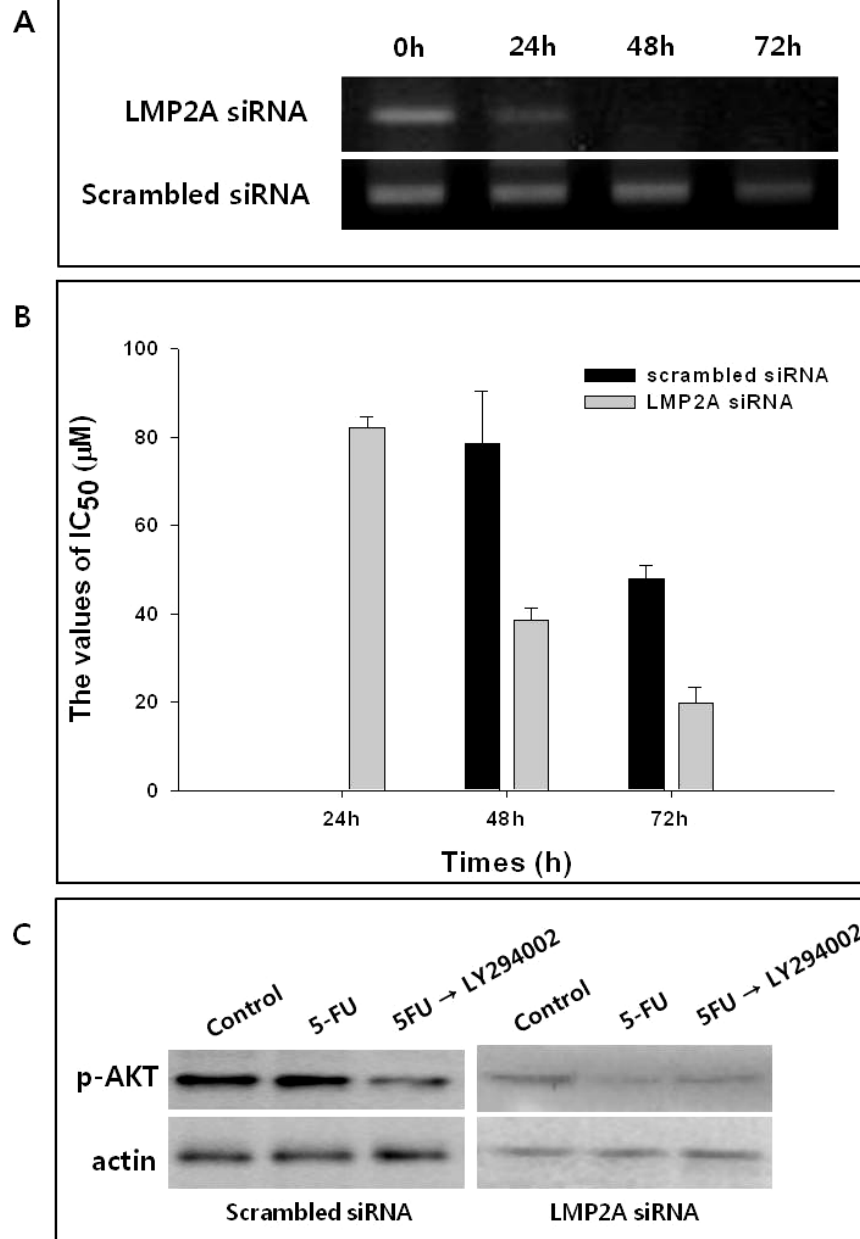 A
0h 24h 48h 72h
LMP2A siRNA
Scrambled siRNA
B
100
80
60
40
20
0
The values of IC50 (µM)
scrambled siRNA
LMP2A siRNA
24h 48h 72h
Times (h)
C
Control 5-FU 5FU → LY294002 Control 5-FU 5FU → LY294002
p-AKT
actin
Scrambled siRNA LMP2A siRNA